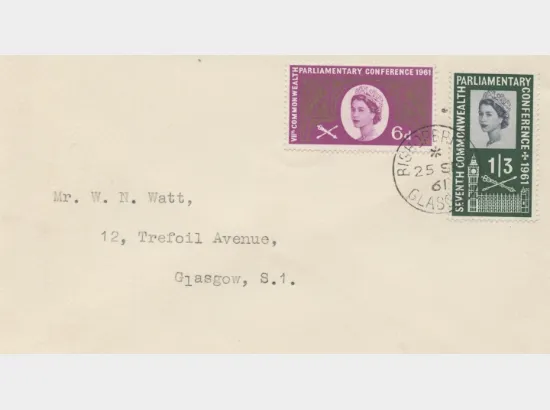 VIIth COMMONWEALTH
PARLIAMENTARY CONFERENCE 1961
6d
SEVENTH COMMONWEALTH
PARLIAMENTARY
CONFERENCE + 1961
1/3
*
25 S
61
GLAS
Mr. W. N. Watt,
12, Trefoil Avenue,
Glasgow, S.1.